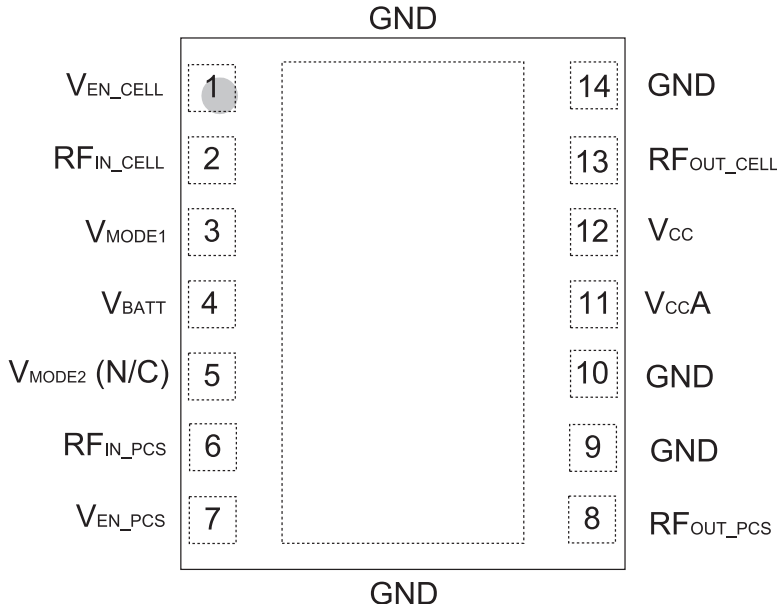 GND
VEN_CELL 1 14 GND
RFIN_CELL 2 13 RFOUT_CELL
VMODE1 3 12 VCC
VBATT 4 11 VCCA
VMODE2 (N/C) 5 10 GND
RFIN_PCS 6 9 GND
VEN_PCS 7 8 RFOUT_PCS
GND